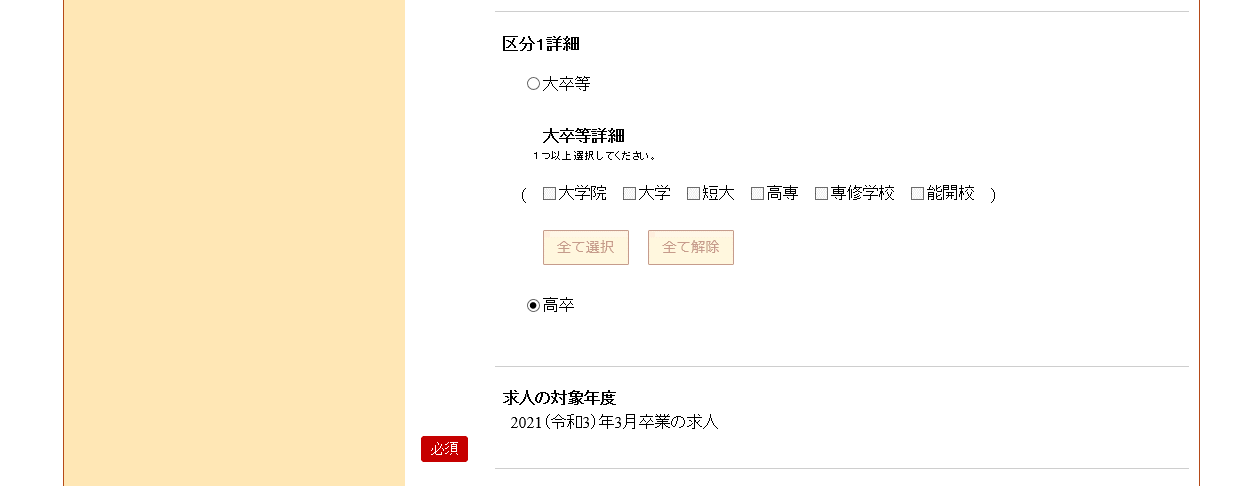 区分1詳細
大卒等
大卒等詳細
1つ以上選択してください。
( 大学院 大学 短大 高専 専修学校 能開校 )
全て選択 全て解除
高卒
求人の対象年度
2021(令和3)年3月卒業の求人
必須